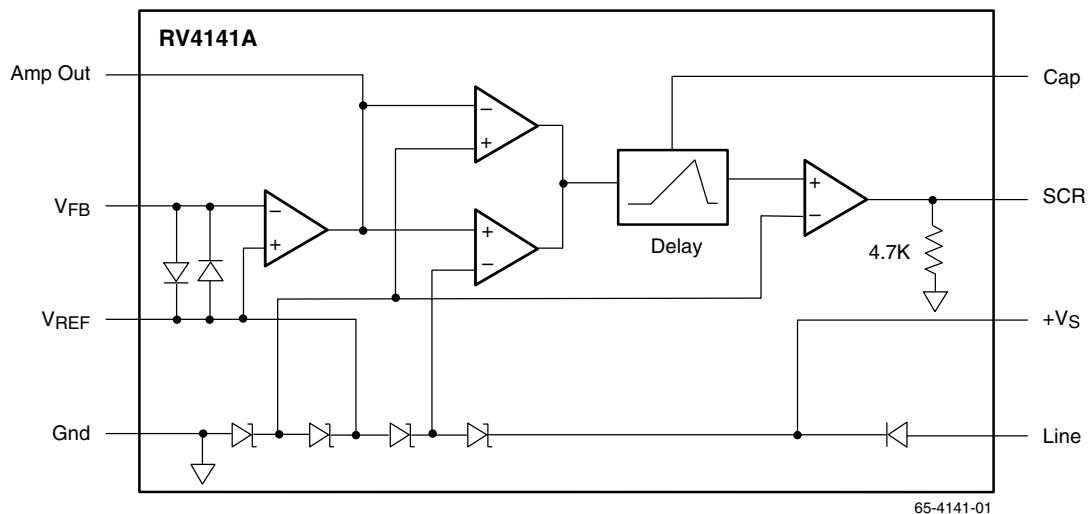 RV4141A
Amp Out
Cap
−
+
VFB
−
+
+
−
SCR
+
−
Delay
4.7K
VREF
+VS
Gnd
Line
65-4141-01